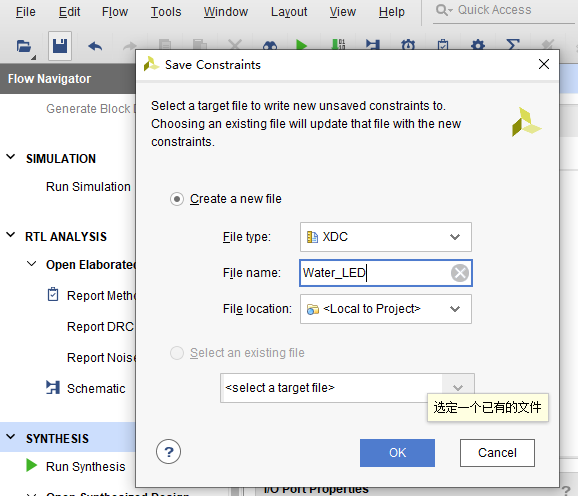 File Edit Flow Tools Window Layout View Help Quick Access
Flow Navigator
Generate Block
SIMULATION
Run Simulation
RTL ANALYSIS
Open Elaborated
Report
Report DRC
Report Noise
Schematic
SYNTHESIS
Run Synthesis
Open Synthesized Design
Save Constraints
Select a target file to write new unsaved constraints to.
Choosing an existing file will update that file with the new
constraints.
Create a new file
File type: XDC
File name: Water_LED
File location: <Local to Project>
Select an existing file
<select a target file>
选定一个已有的文件
? OK Cancel
I/O Port Properties ?